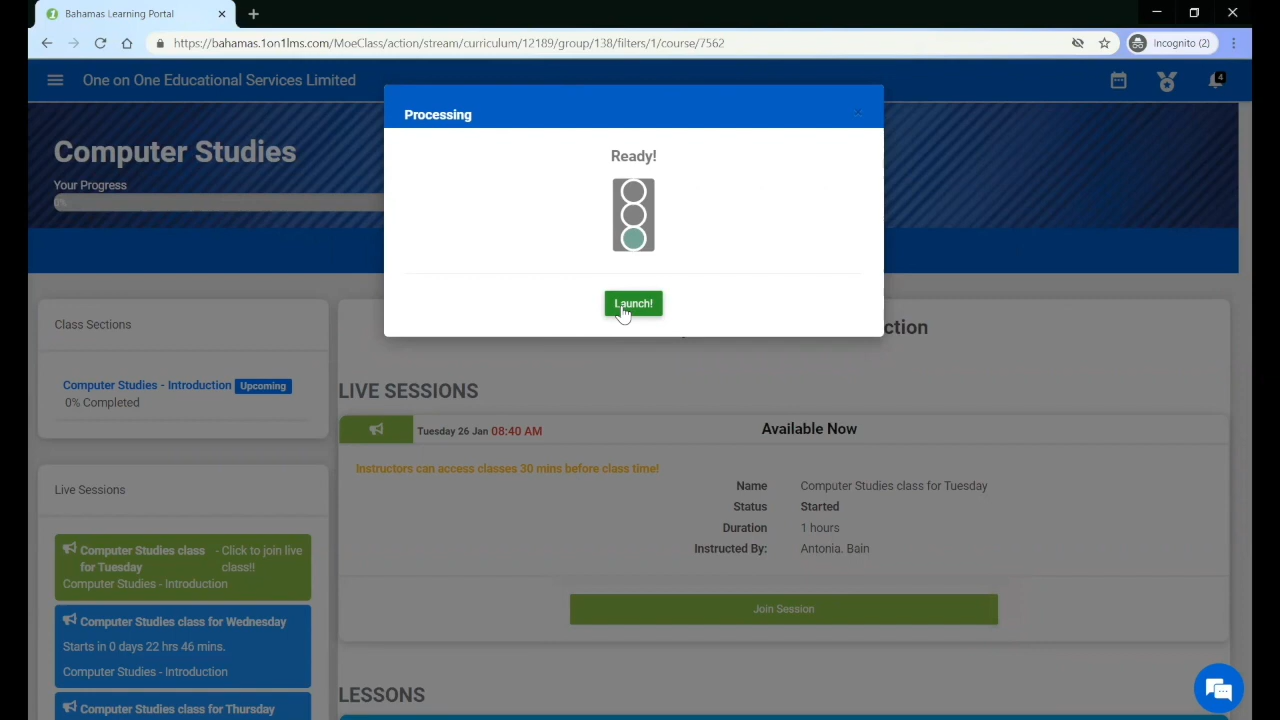 Bahamas Learning Portal
https://bahamas.1on1lms.com/MoeClass/action/stream/curriculum/12189/group/138/filters/1/course/7562
Incognito (2)
One on One Educational Services Limited
4
Processing
Computer Studies
Ready!
Your Progress
0%
Launch!
Class Sections
ction
Computer Studies - Introduction Upcoming
0% Completed
LIVE SESSIONS
Tuesday 26 Jan 08:40 AM
Available Now
Instructors can access classes 30 mins before class time!
Name Computer Studies class for Tuesday
Status Started
Duration 1 hours
Instructed By: Antonia. Bain
Join Session
Live Sessions
Computer Studies class - Click to join live
for Tuesday class!!
Computer Studies - Introduction
Computer Studies class for Wednesday
Starts in 0 days 22 hrs 46 mins.
Computer Studies - Introduction
Computer Studies class for Thursday
LESSONS